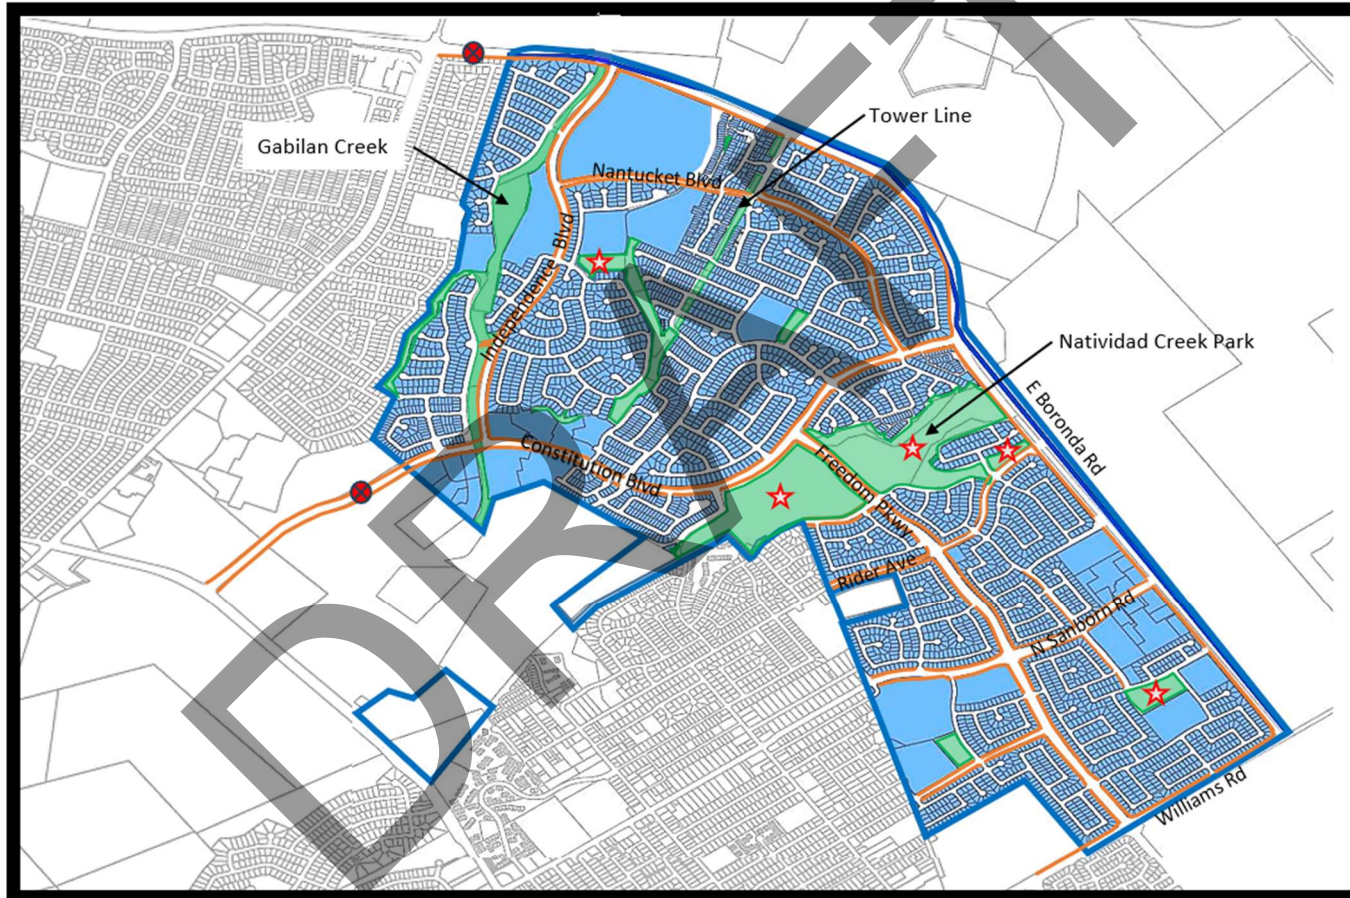 Tower Line
Gabilan Creek
Nantucket Blvd
Independence Blvd
Natividad Creek Park
E Boronda Rd
Constitution Blvd
Freedom Pkwy
Rider Ave
N Sanborn Rd
Williams Rd
DRAFT